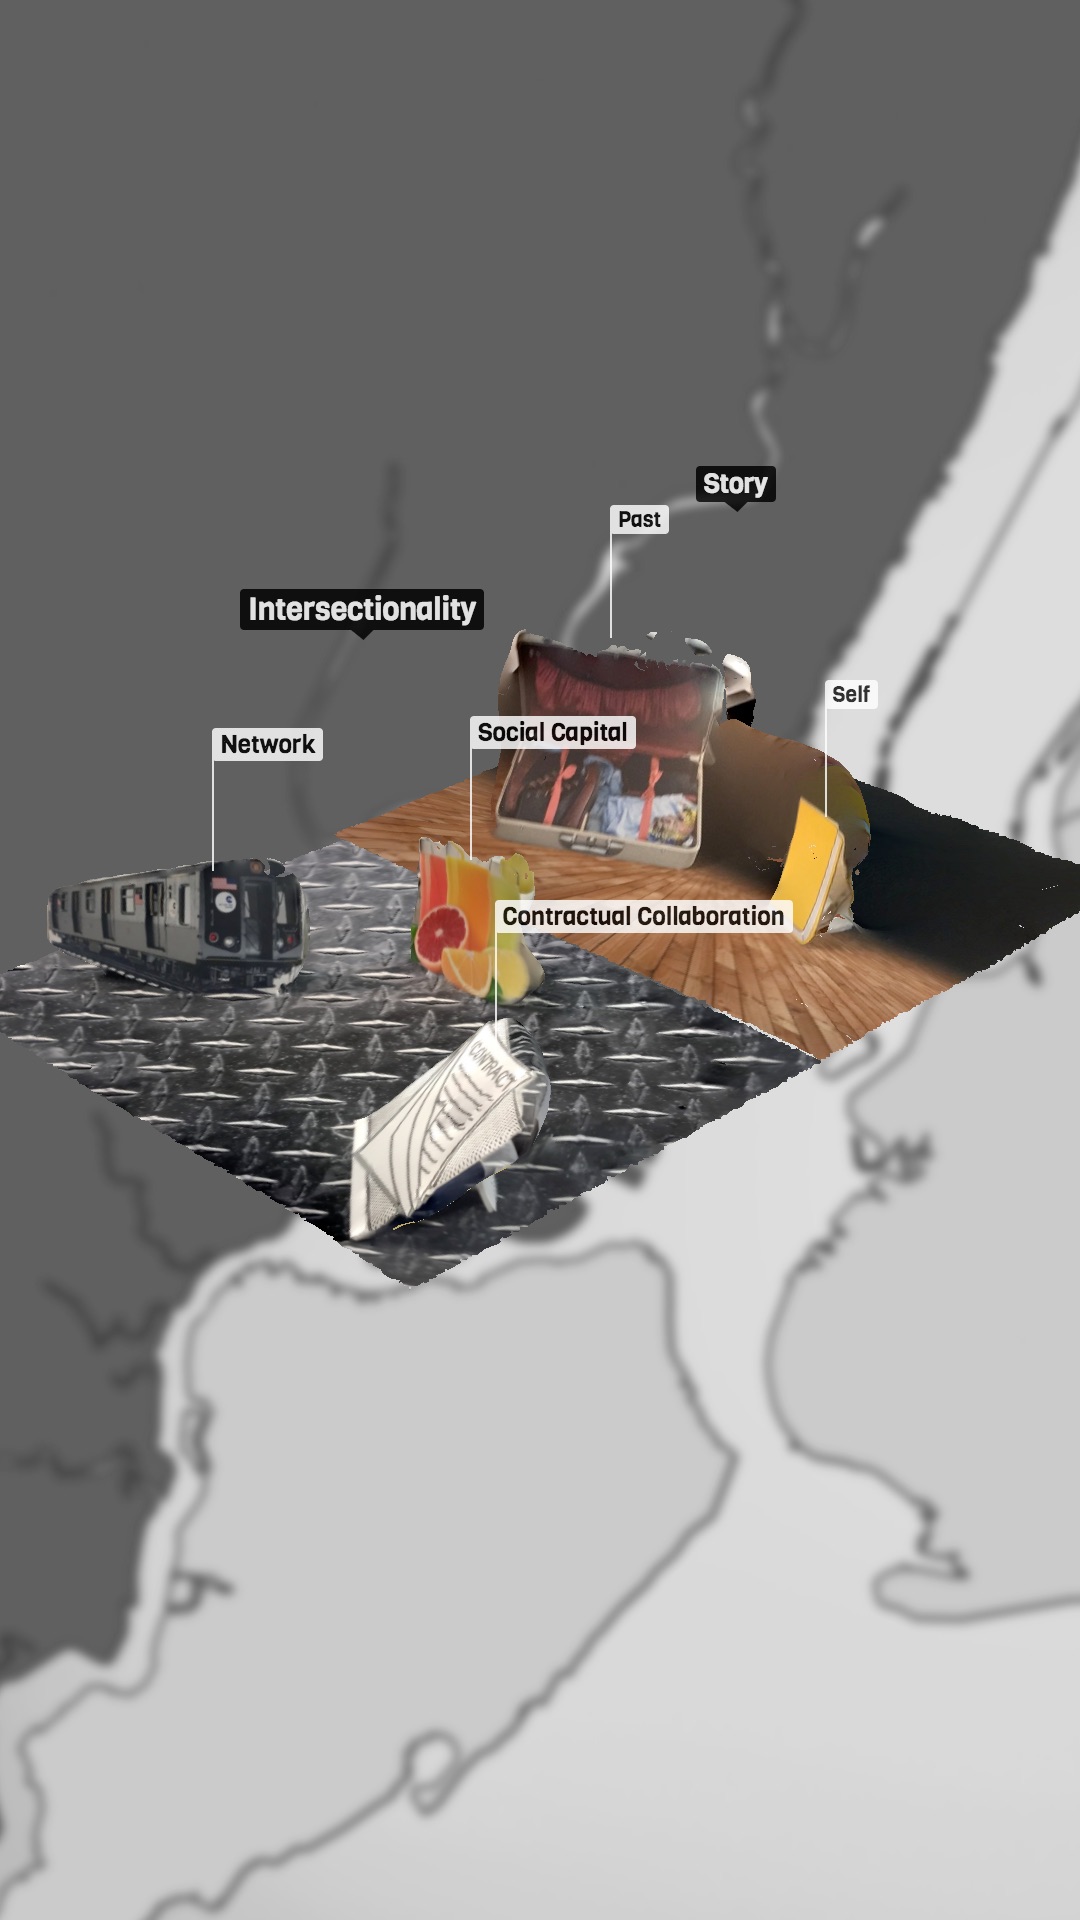 Story
Past
Intersectionality
Self
Social Capital
Network
Contractual Collaboration
CONTRACT